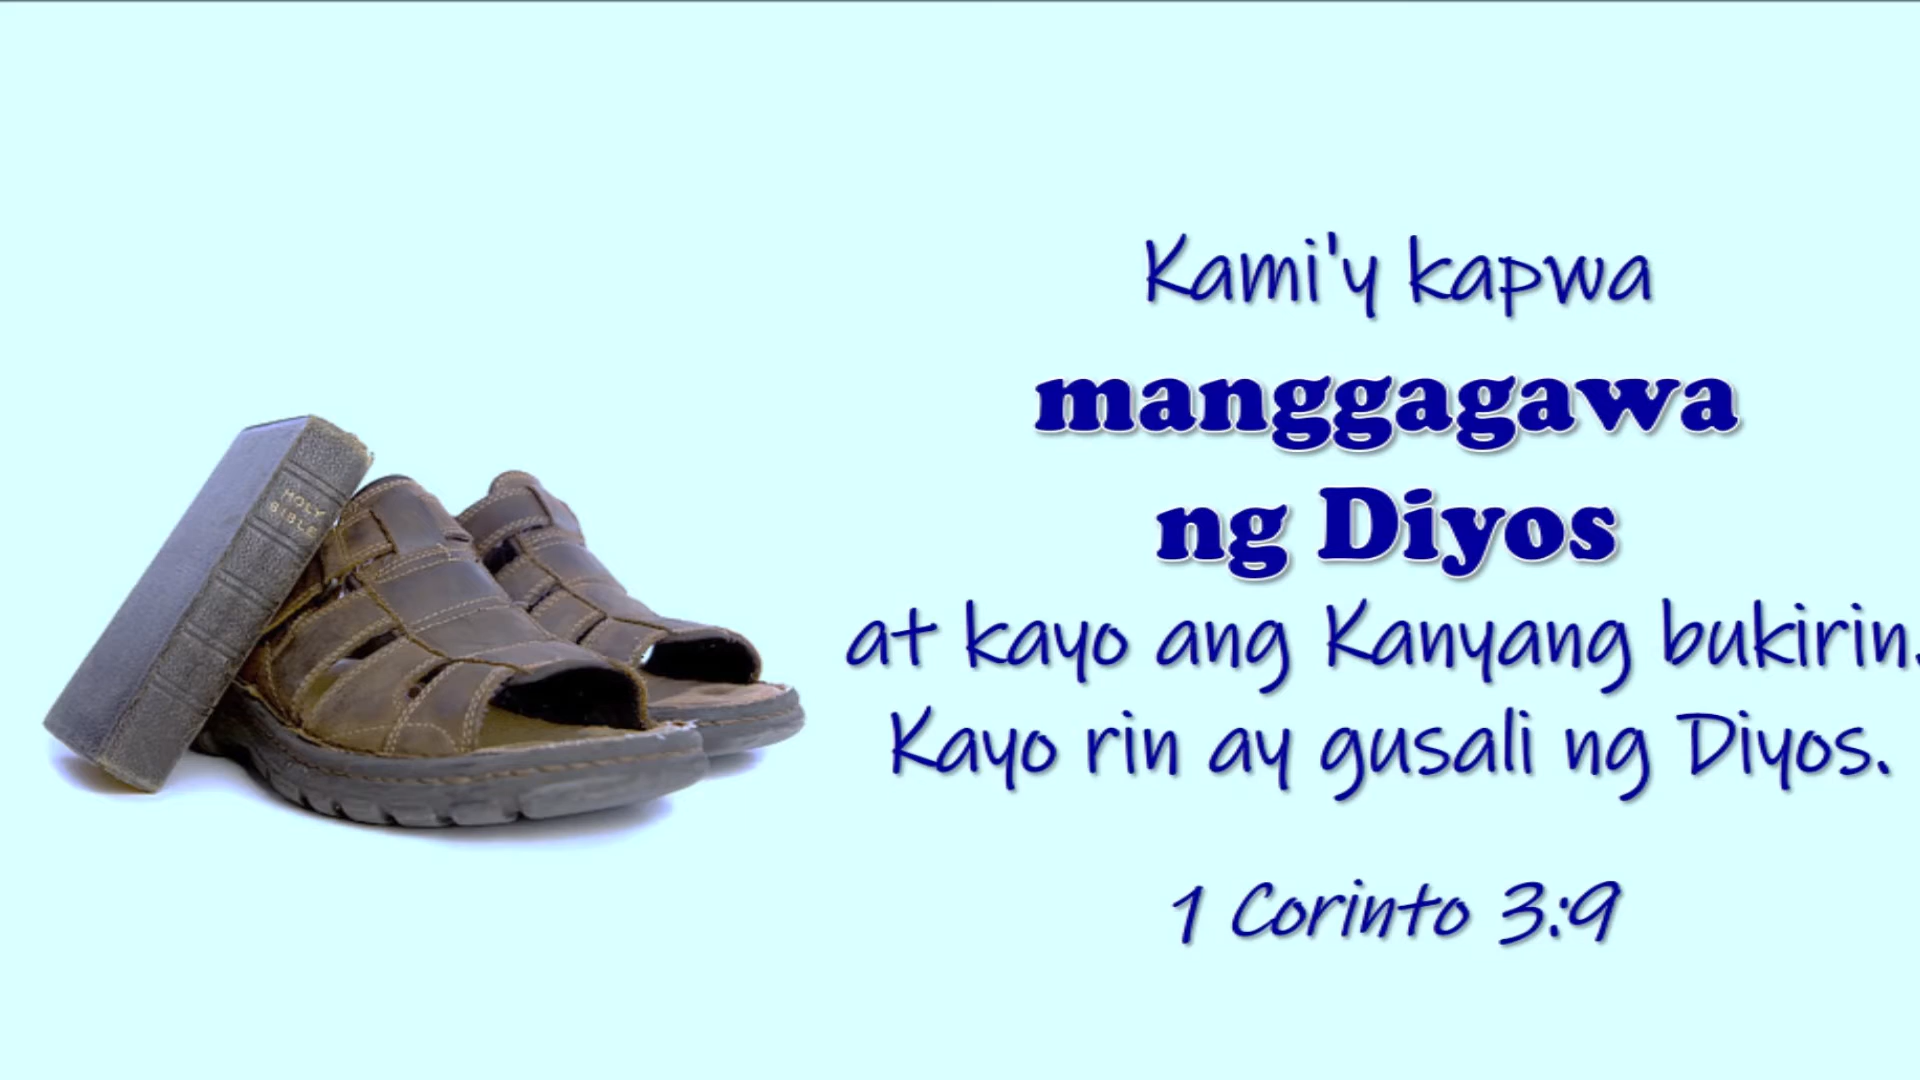 HOLY
BIBLE
Kami'y kapwa
manggagawa
ng Diyos
at kayo ang Kanyang bukirin.
Kayo rin ay gusali ng Diyos.
1 Corinto 3:9